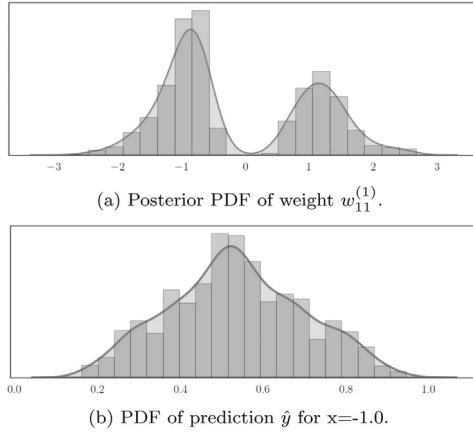 −3 −2 −1 0 1 2 3
(a) Posterior PDF of weight w₁₁⁽¹⁾.
0.0 0.2 0.4 0.6 0.8 1.0
(b) PDF of prediction ŷ for x=-1.0.